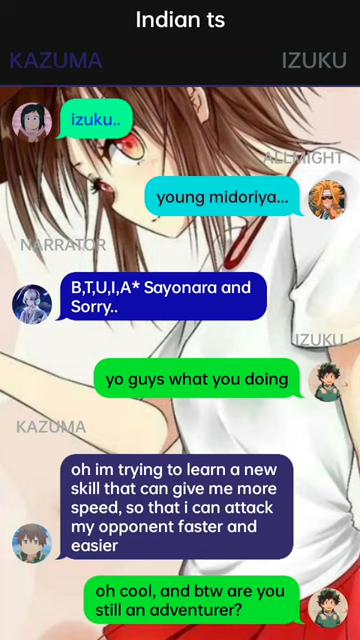 Indian ts
KAZUMA
IZUKU
izuku..
ALLMIGHT
young midoriya...
NARRATOR
B,T,U,I,A* Sayonara and
Sorry..
IZUKU
yo guys what you doing
KAZUMA
oh im trying to learn a new
skill that can give me more
speed, so that i can attack
my opponent faster and
easier
oh cool, and btw are you
still an adventurer?